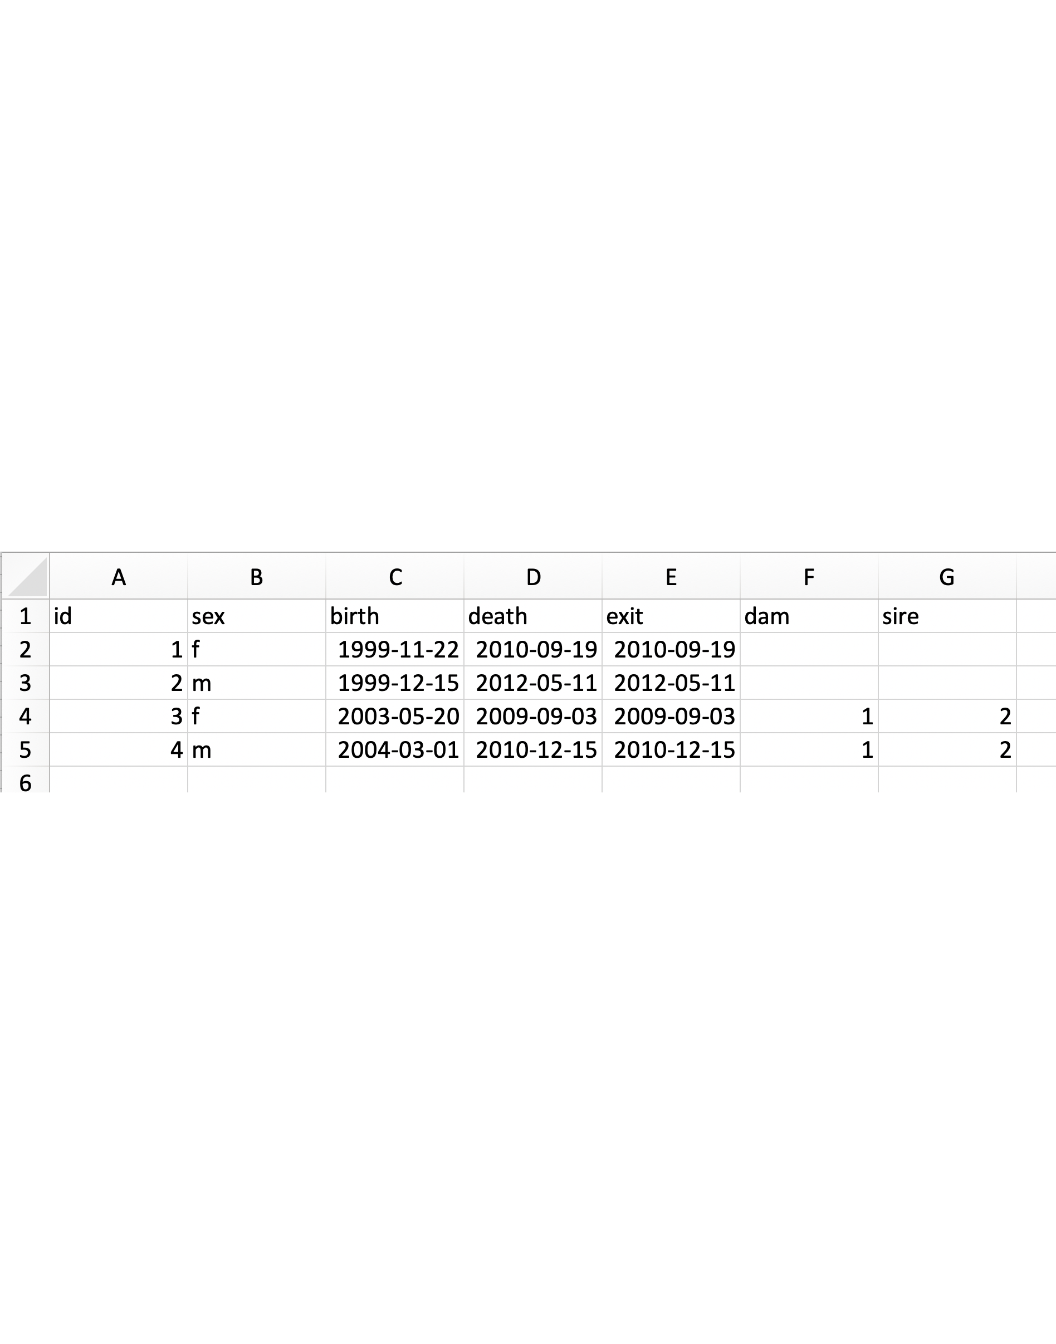 A B C D E F G
1 id sex birth death exit dam sire
2 1 f 1999-11-22 2010-09-19 2010-09-19
3 2 m 1999-12-15 2012-05-11 2012-05-11
4 3 f 2003-05-20 2009-09-03 2009-09-03 1 2
5 4 m 2004-03-01 2010-12-15 2010-12-15 1 2
6